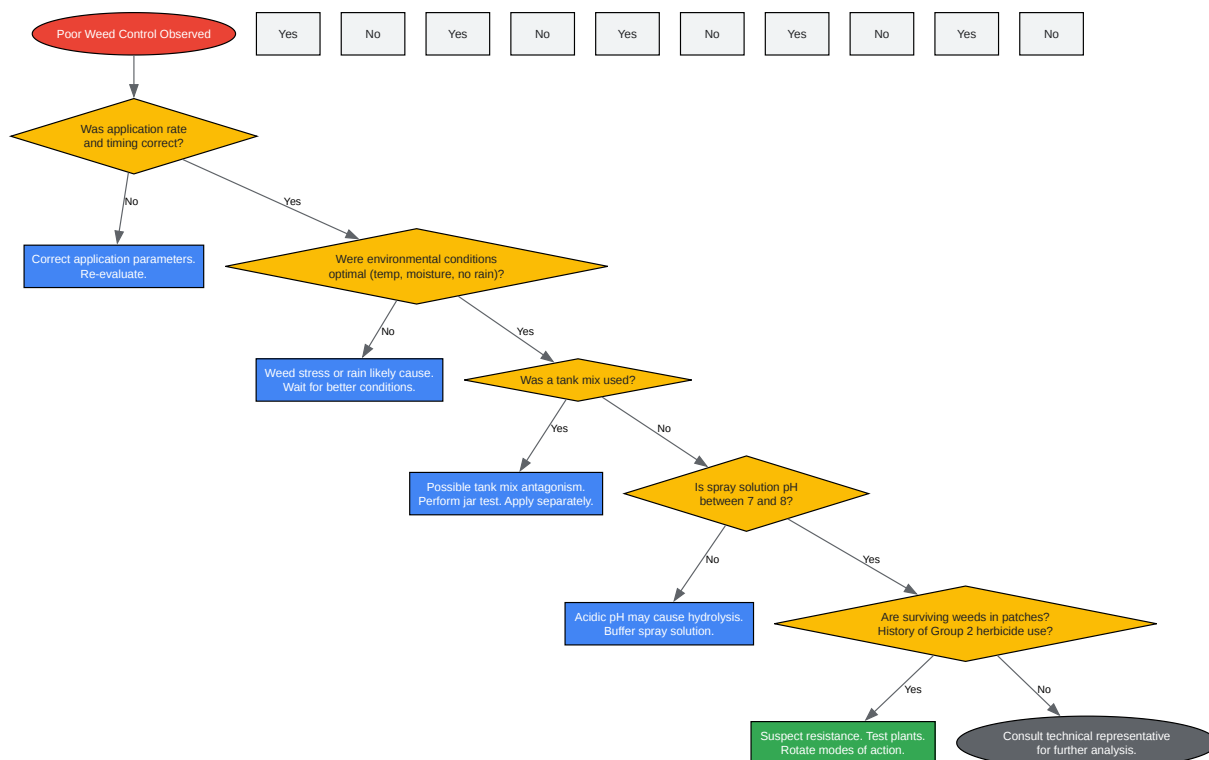 Poor Weed Control Observed
Yes
No
Yes
No
Yes
No
Yes
No
Yes
No
Was application rate
and timing correct?
No
Yes
Correct application parameters.
Re-evaluate.
Were environmental conditions
optimal (temp, moisture, no rain)?
No
Yes
Weed stress or rain likely cause.
Wait for better conditions.
Was a tank mix used?
Yes
No
Possible tank mix antagonism.
Perform jar test. Apply separately.
Is spray solution pH
between 7 and 8?
No
Yes
Acidic pH may cause hydrolysis.
Buffer spray solution.
Are surviving weeds in patches?
History of Group 2 herbicide use?
Yes
No
Suspect resistance. Test plants.
Rotate modes of action.
Consult technical representative
for further analysis.